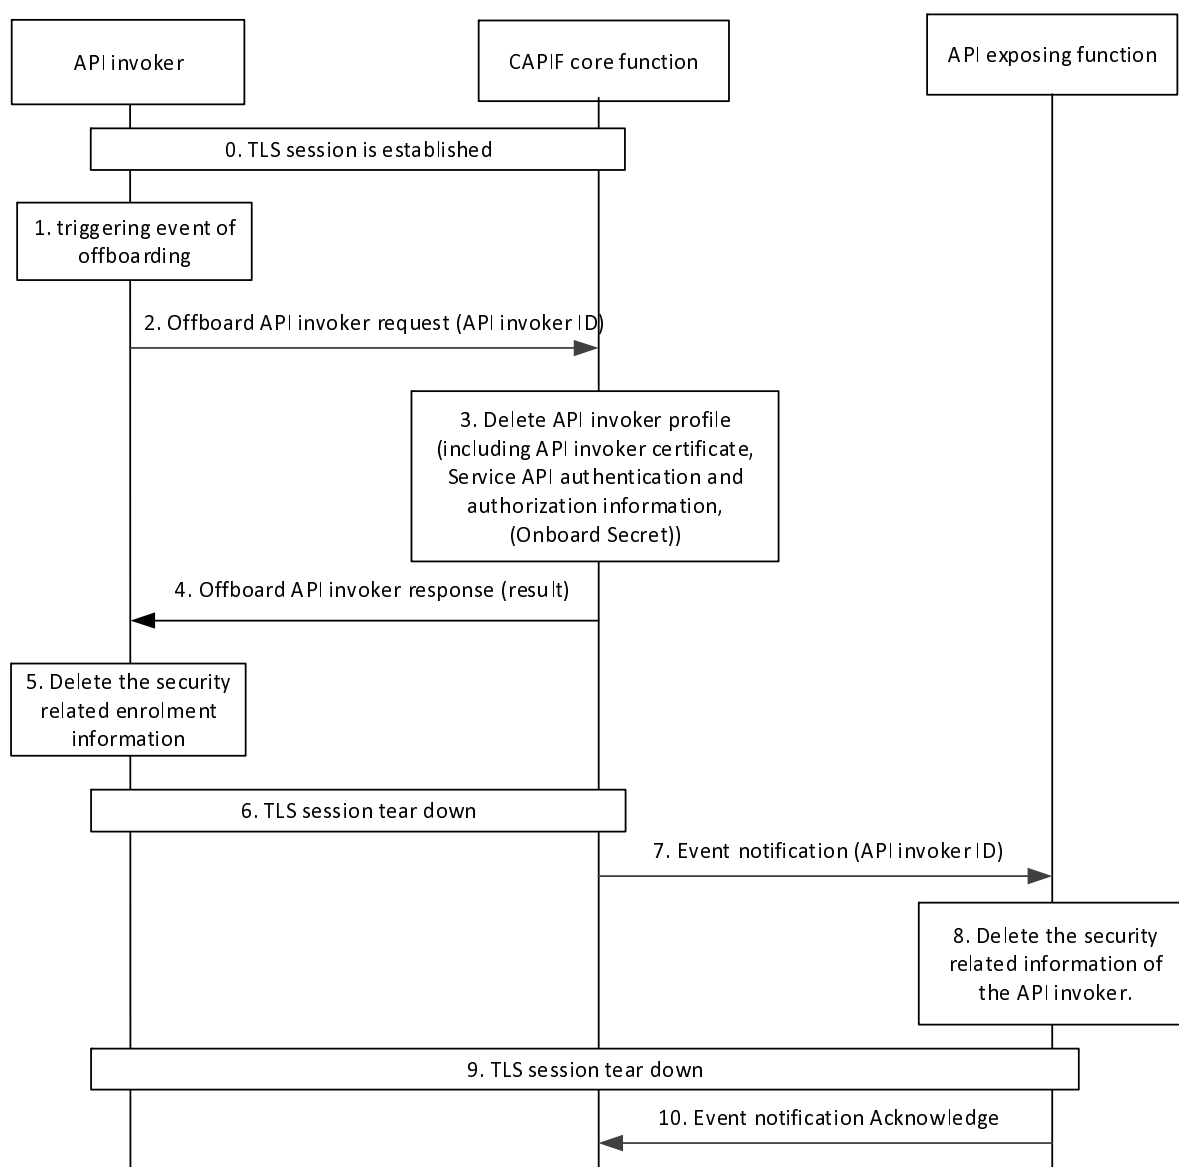 API invoker
CAPIF core function
API exposing function
0. TLS session is established
1. triggering event of
offboarding
2. Offboard API invoker request (API invoker ID)
3. Delete API invoker profile
(including API invoker certificate,
Service API authentication and
authorization information,
(Onboard Secret))
4. Offboard API invoker response (result)
5. Delete the security
related enrolment
information
6. TLS session tear down
7. Event notification (API invoker ID)
8. Delete the security
related information of
the API invoker.
9. TLS session tear down
10. Event notification Acknowledge